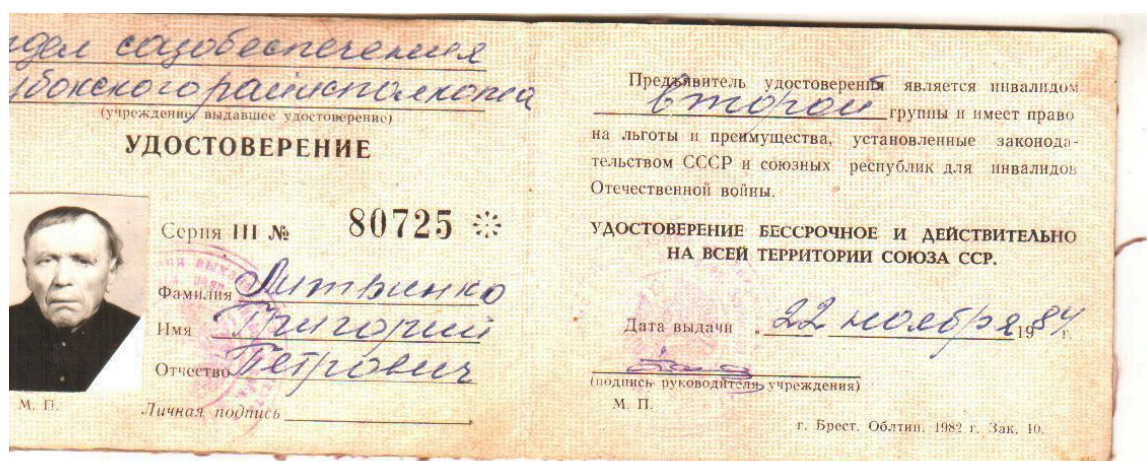 соцобеспечения
райисполкома
(учреждение, выдавшее удостоверение)
УДОСТОВЕРЕНИЕ
Серия III № 80725
Фамилия Литвинко
Имя Григорий
Отчество Петрович
М. П.
Личная подпись
Предъявитель удостоверения является инвалидом
второй группы и имеет право
на льготы и преимущества, установленные законода-
тельством СССР и союзных республик для инвалидов
Отечественной войны.
УДОСТОВЕРЕНИЕ БЕССРОЧНОЕ И ДЕЙСТВИТЕЛЬНО
НА ВСЕЙ ТЕРРИТОРИИ СОЮЗА ССР.
Дата выдачи 22 ноября 1984 г.
(подпись руководителя учреждения)
М. П.
г. Брест. Облтип. 1982 г. Зак. 10.